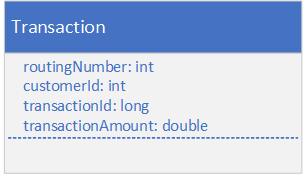 Transaction
routingNumber: int
customerId: int
transactionId: long
transactionAmount: double